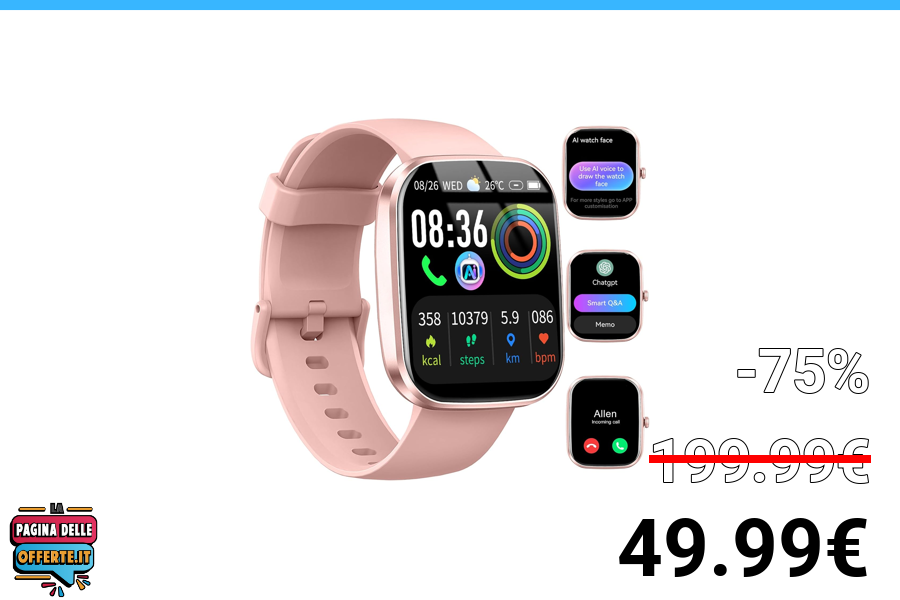 08/26 WED 26°C
08:36
Ai
358 10379 5.9 086
kcal steps km bpm
AI watch face
Use AI voice to
draw the watch
face
For more styles go to APP
customisation
Chatgpt
Smart Q&A
Memo
Allen
Incoming call
-75%
199.99€
49.99€
LA
PAGINA DELLE
OFFERTE.IT